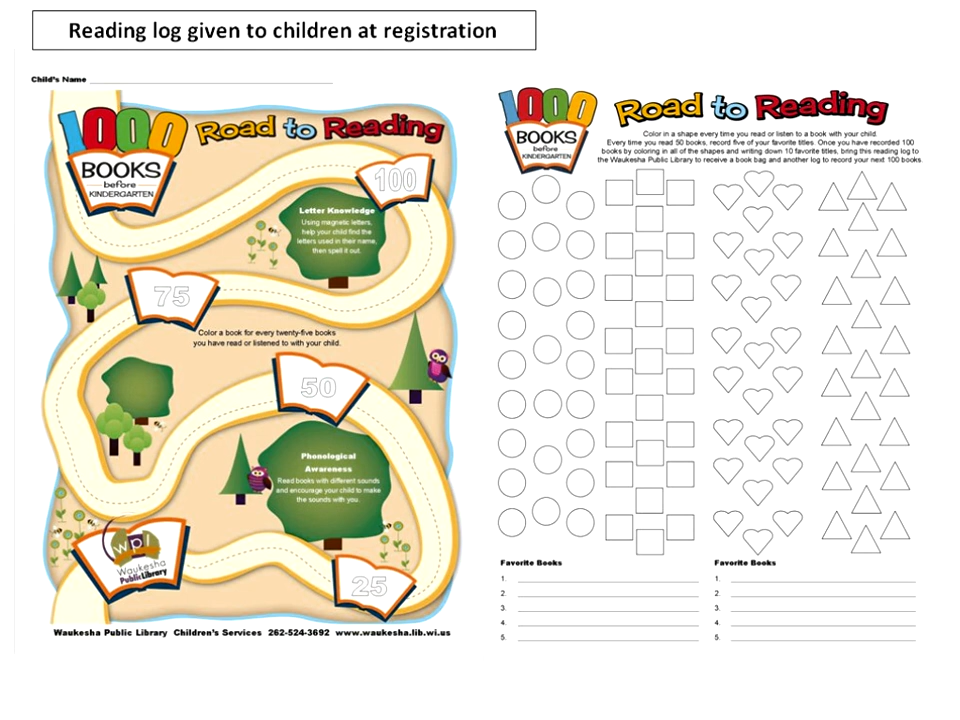 Reading log given to children at registration
Child's Name
1000
BOOKS
before
KINDERGARTEN
Road to Reading
100
Letter Knowledge
Using magnetic letters,
help your child find the
letters used in their name,
then spell it out.
75
Color a book for every twenty-five books
you have read or listened to with your child.
50
Phonological
Awareness
Read books with different sounds
and encourage your child to make
the sounds with you.
wpl
Waukesha
Public Library
25
Waukesha Public Library Children's Services 262-524-3692 www.waukesha.lib.wi.us
1000
BOOKS
before
KINDERGARTEN
Road to Reading
Color in a shape every time you read or listen to a book with your child.
Every time you read 50 books, record five of your favorite titles. Once you have recorded 100
books by coloring in all of the shapes and writing down 10 favorite titles, bring this reading log to
the Waukesha Public Library to receive a book bag and another log to record your next 100 books.
Favorite Books
1.
2.
3.
4.
5.
Favorite Books
1.
2.
3.
4.
5.